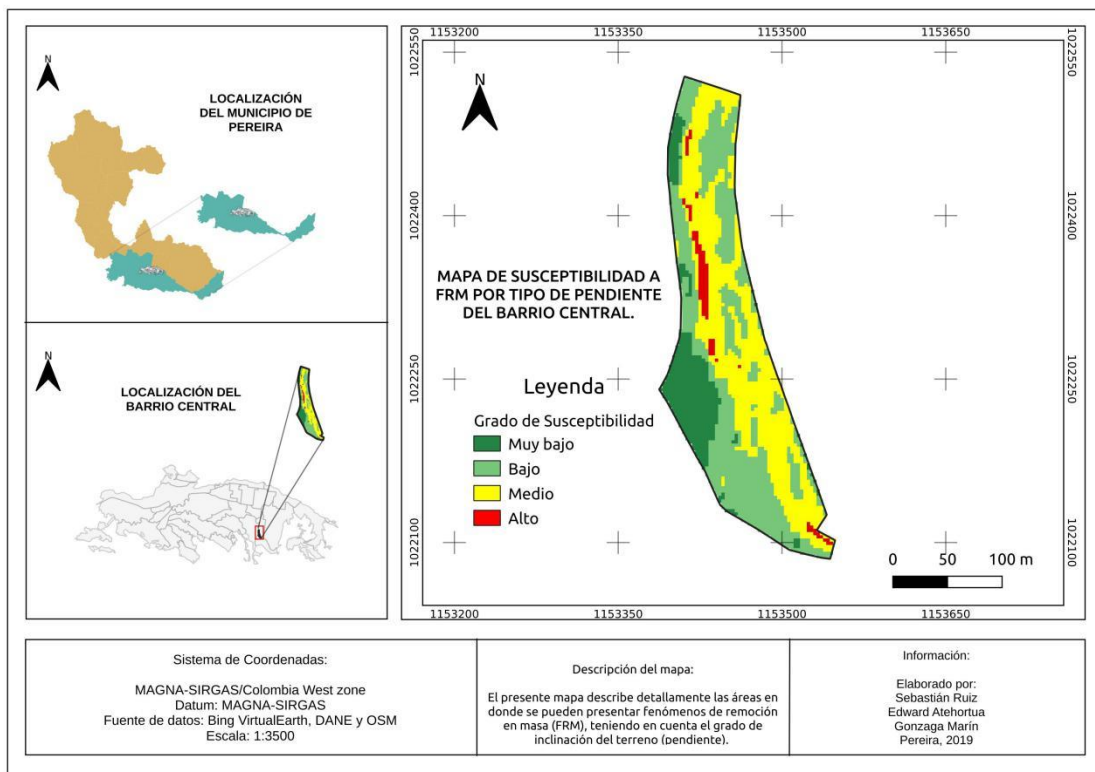 N
LOCALIZACIÓN
DEL MUNICIPIO DE
PEREIRA
N
LOCALIZACIÓN DEL
BARRIO CENTRAL
1153200
1153350
1153500
1153650
1022550
1022550
N
1022400
1022400
MAPA DE SUSCEPTIBILIDAD A
FRM POR TIPO DE PENDIENTE
DEL BARRIO CENTRAL.
1022250
1022250
Leyenda
Grado de Susceptibilidad
Muy bajo
Bajo
Medio
Alto
1022100
1022100
0 50 100 m
1153200
1153350
1153500
1153650
Sistema de Coordenadas:
MAGNA-SIRGAS/Colombia West zone
Datum: MAGNA-SIRGAS
Fuente de datos: Bing VirtualEarth, DANE y OSM
Escala: 1:3500
Descripción del mapa:
El presente mapa describe detallamente las áreas en
donde se pueden presentar fenómenos de remoción
en masa (FRM), teniendo en cuenta el grado de
inclinación del terreno (pendiente).
Información:
Elaborado por:
Sebastián Ruiz
Edward Atehortua
Gonzaga Marín
Pereira, 2019